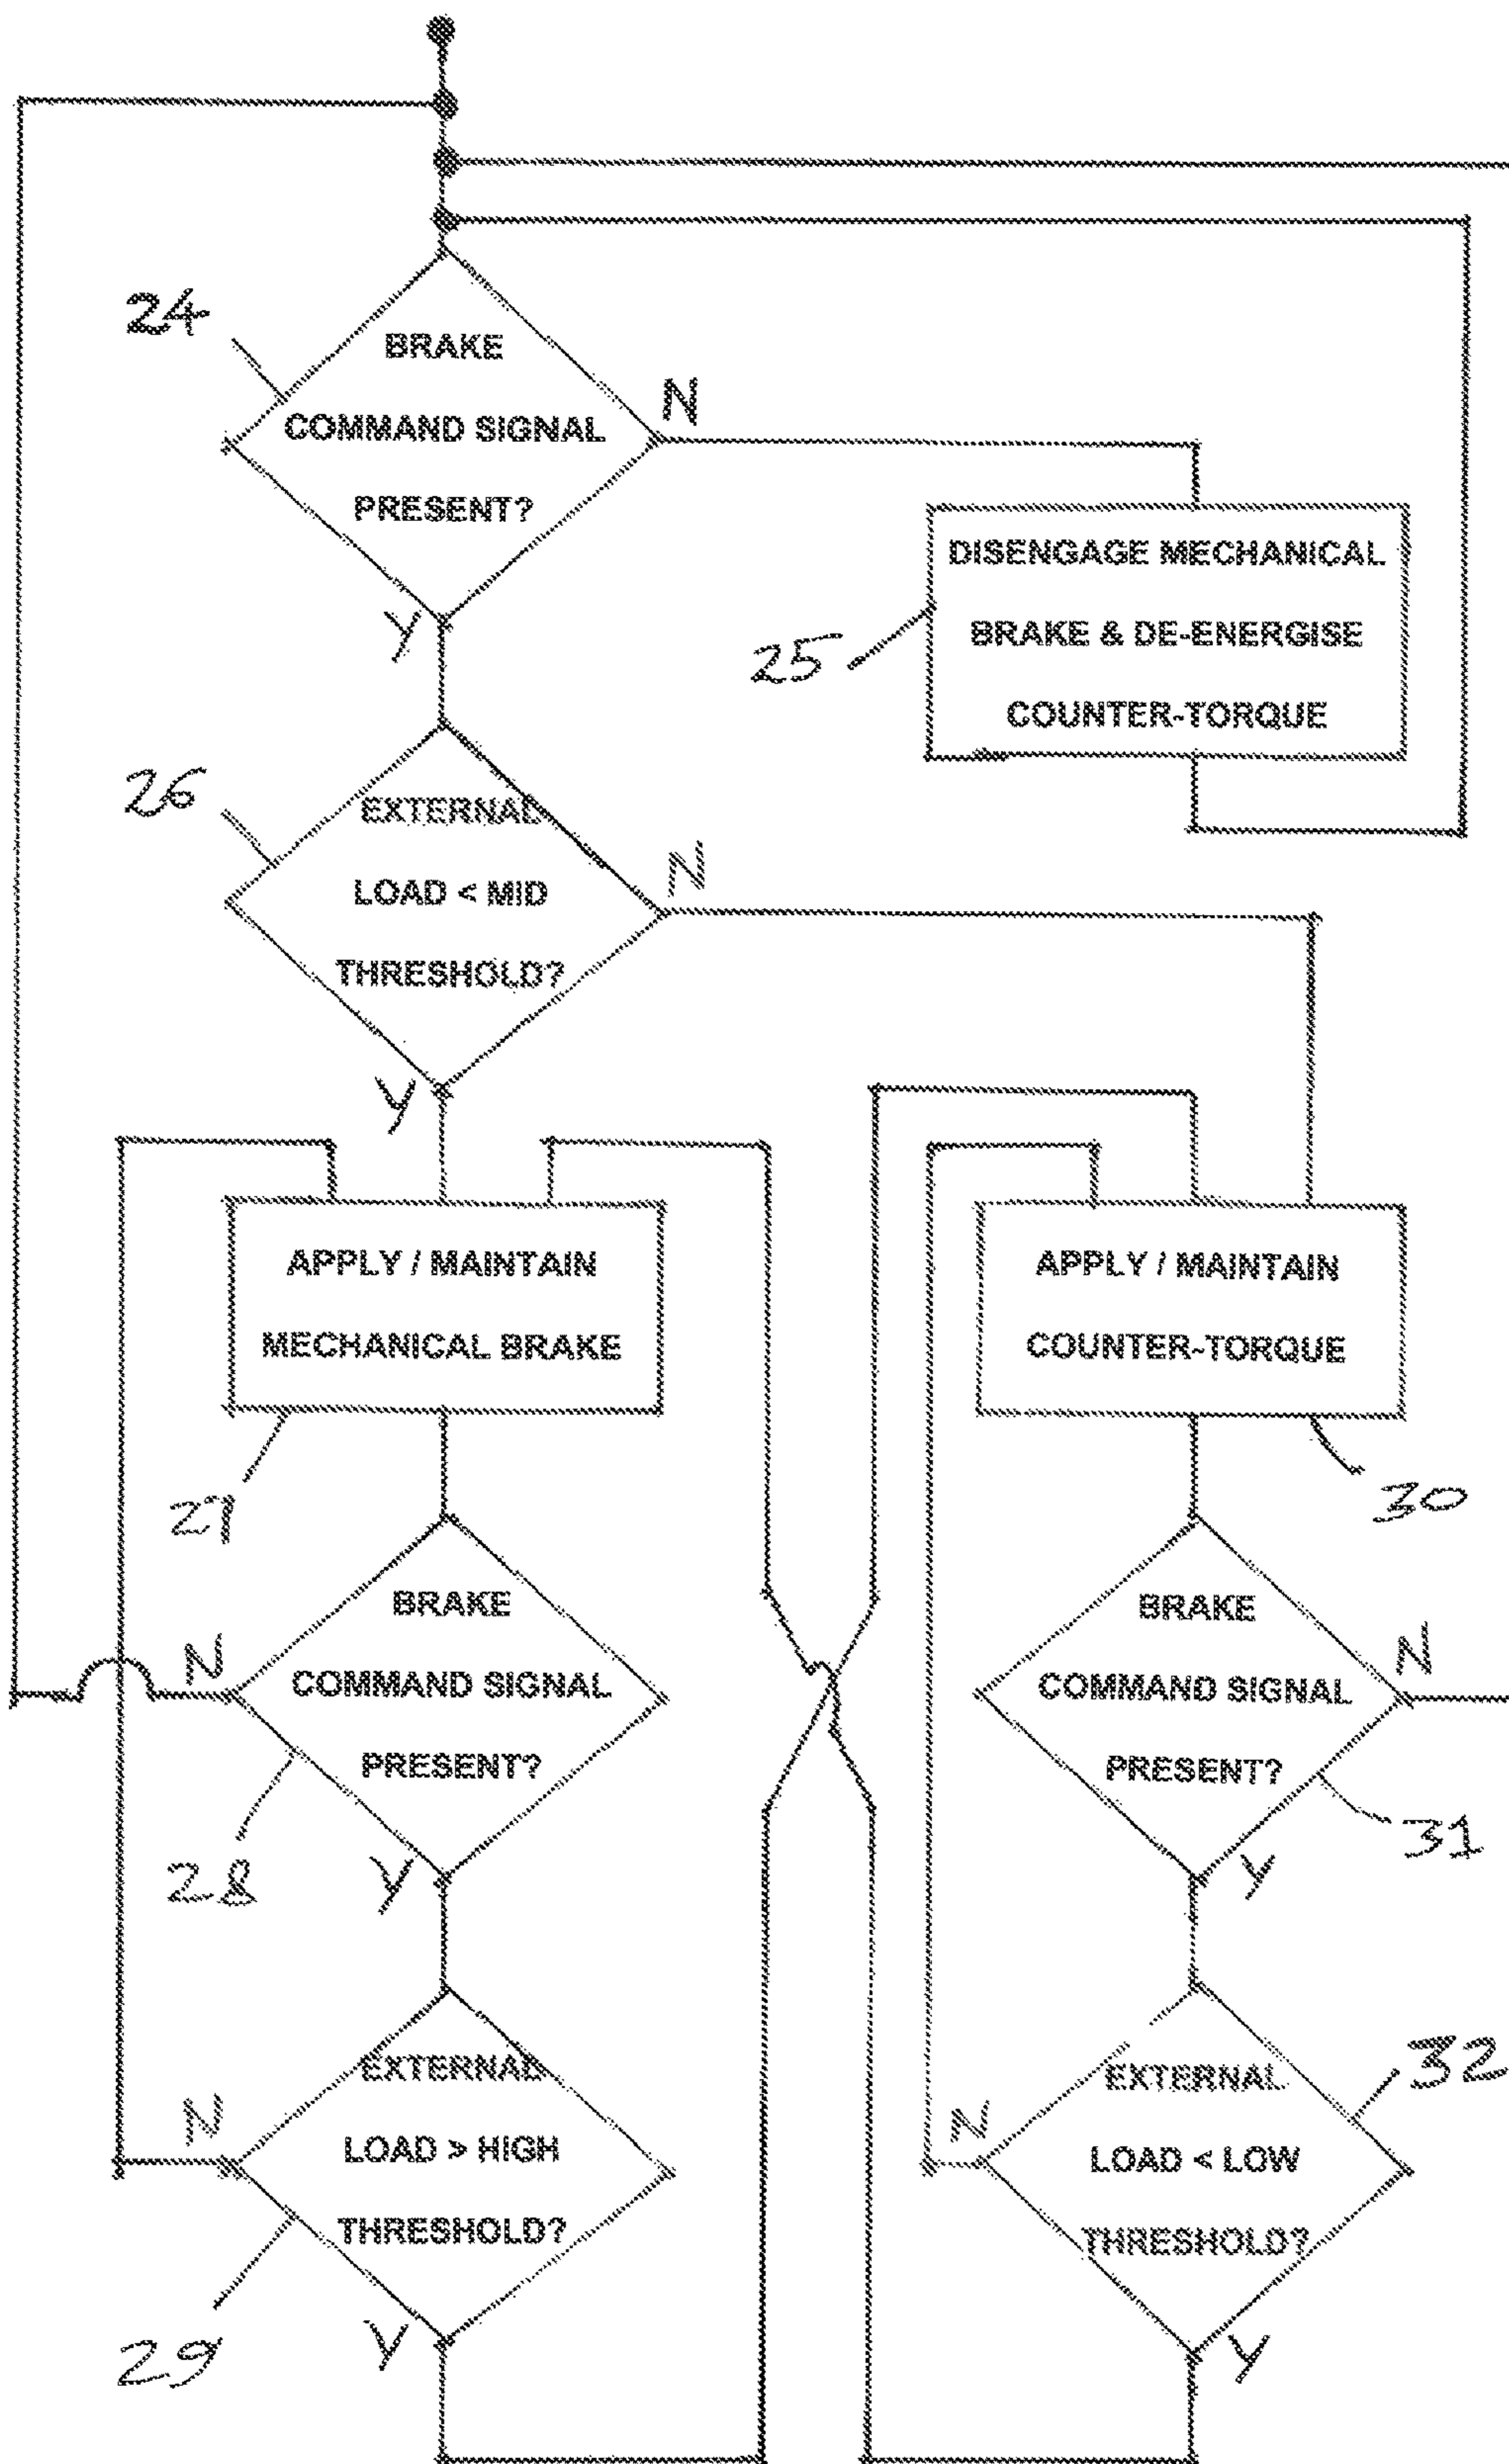 24
BRAKE
COMMAND SIGNAL
PRESENT?
N
Y
25
DISENGAGE MECHANICAL
BRAKE & DE-ENERGISE
COUNTER-TORQUE
26
EXTERNAL
LOAD < MID
THRESHOLD?
N
Y
APPLY / MAINTAIN
MECHANICAL BRAKE
27
APPLY / MAINTAIN
COUNTER-TORQUE
30
BRAKE
COMMAND SIGNAL
PRESENT?
N
Y
28
BRAKE
COMMAND SIGNAL
PRESENT?
N
Y
31
EXTERNAL
LOAD > HIGH
THRESHOLD?
N
Y
29
EXTERNAL
LOAD < LOW
THRESHOLD?
N
Y
32